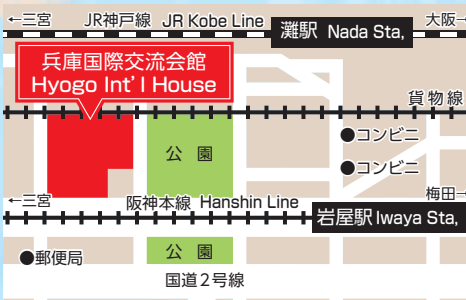 ←三宮 JR神戸線 JR Kobe Line 灘駅 Nada Sta, 大阪→
兵庫国際交流会館
Hyogo Int' l House
貨物線
●コンビニ
公園
●コンビニ
←三宮 阪神本線 Hanshin Line 岩屋駅 Iwaya Sta, 梅田→
●郵便局 公園
国道2号線